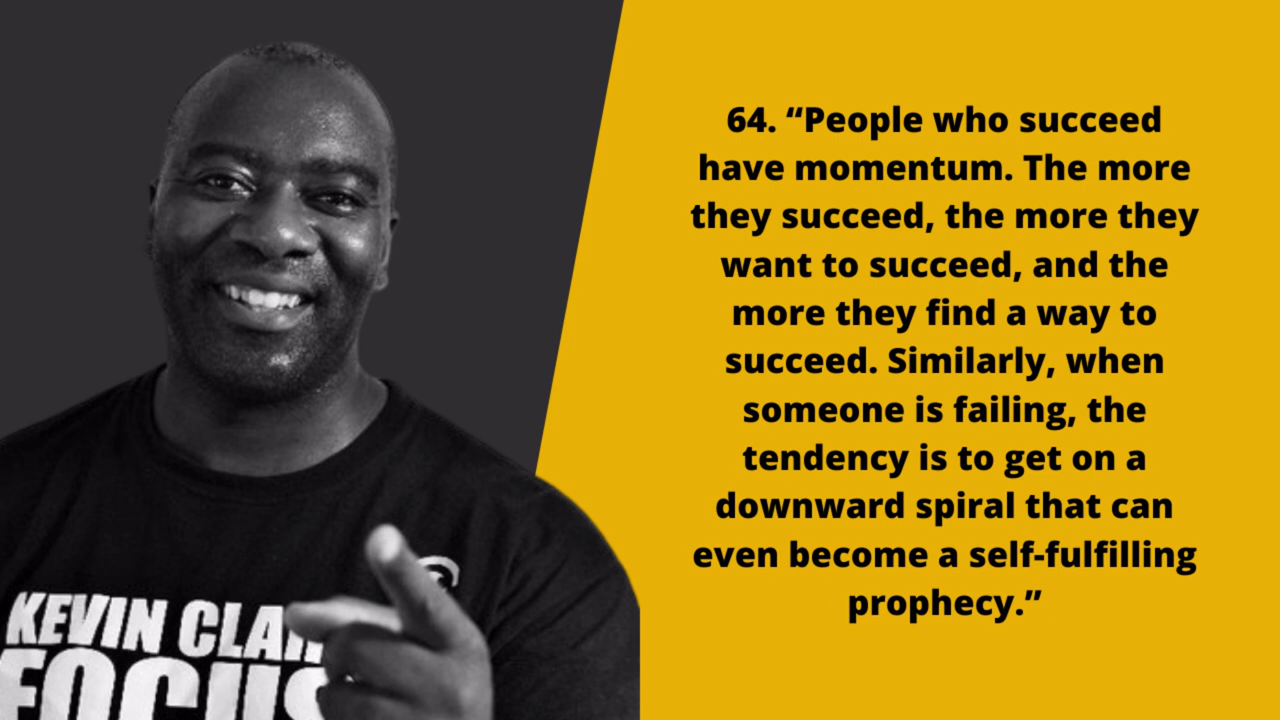 64. “People who succeed
have momentum. The more
they succeed, the more they
want to succeed, and the
more they find a way to
succeed. Similarly, when
someone is failing, the
tendency is to get on a
downward spiral that can
even become a self-fulfilling
prophecy.”
KEVIN
FOCUS